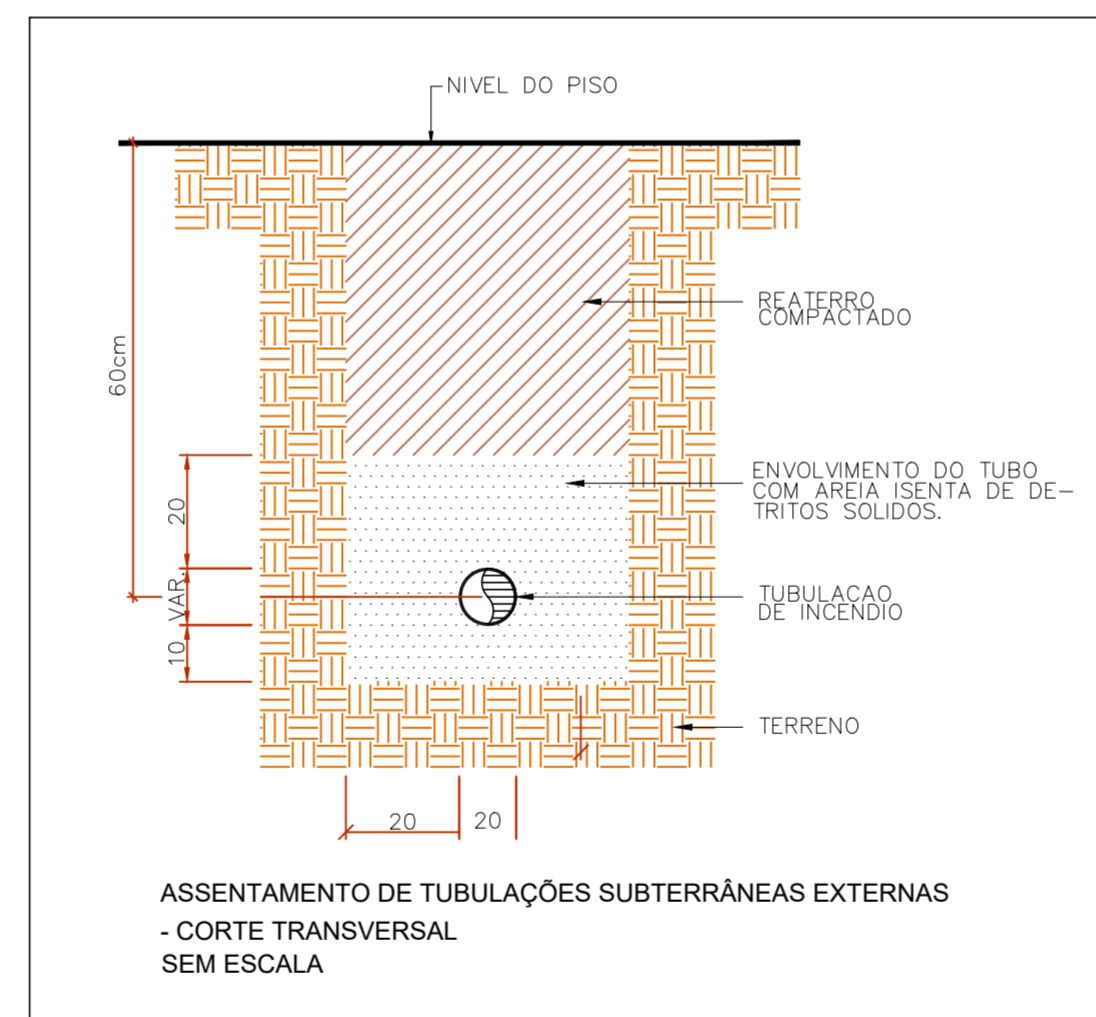 NIVEL DO PISO
REATERRO
COMPACTADO
60cm
20
ENVOLVIMENTO DO TUBO
COM AREIA ISENTA DE DE-
TRITOS SOLIDOS.
VAR.
TUBULACAO
DE INCENDIO
10
TERRENO
20
20
ASSENTAMENTO DE TUBULAÇÕES SUBTERRÂNEAS EXTERNAS
- CORTE TRANSVERSAL
SEM ESCALA